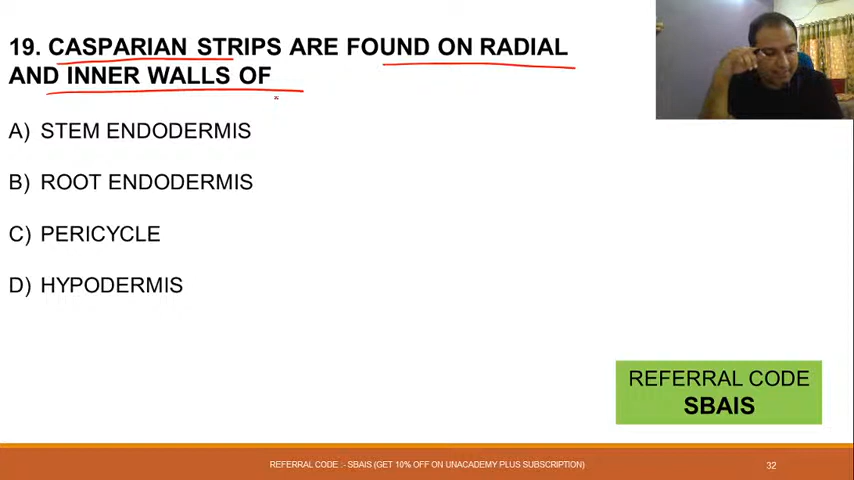 19. CASPARIAN STRIPS ARE FOUND ON RADIAL
AND INNER WALLS OF
A) STEM ENDODERMIS
B) ROOT ENDODERMIS
C) PERICYCLE
D) HYPODERMIS
REFERRAL CODE
SBAIS
REFERRAL CODE :- SBAIS (GET 10% OFF ON UNACADEMY PLUS SUBSCRIPTION)
32